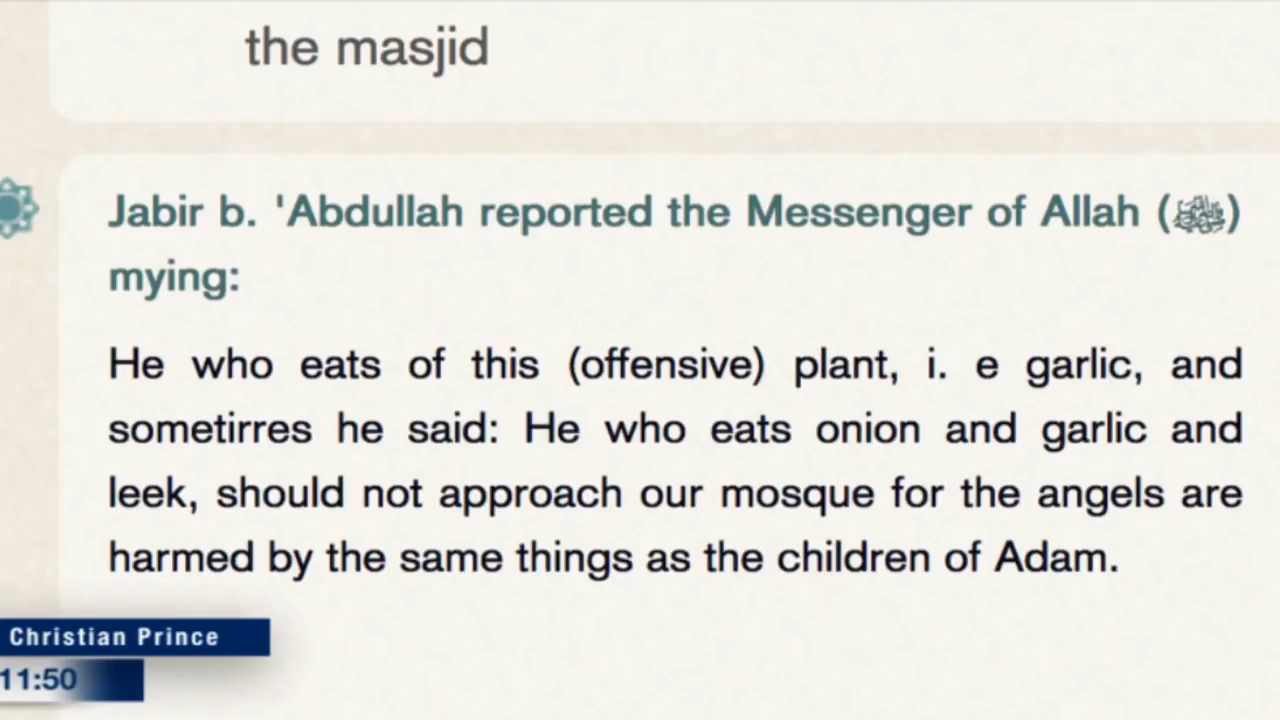 the masjid
Jabir b. 'Abdullah reported the Messenger of Allah (ﷺ)
mying:
He who eats of this (offensive) plant, i. e garlic, and
sometirres he said: He who eats onion and garlic and
leek, should not approach our mosque for the angels are
harmed by the same things as the children of Adam.
Christian Prince
11:50